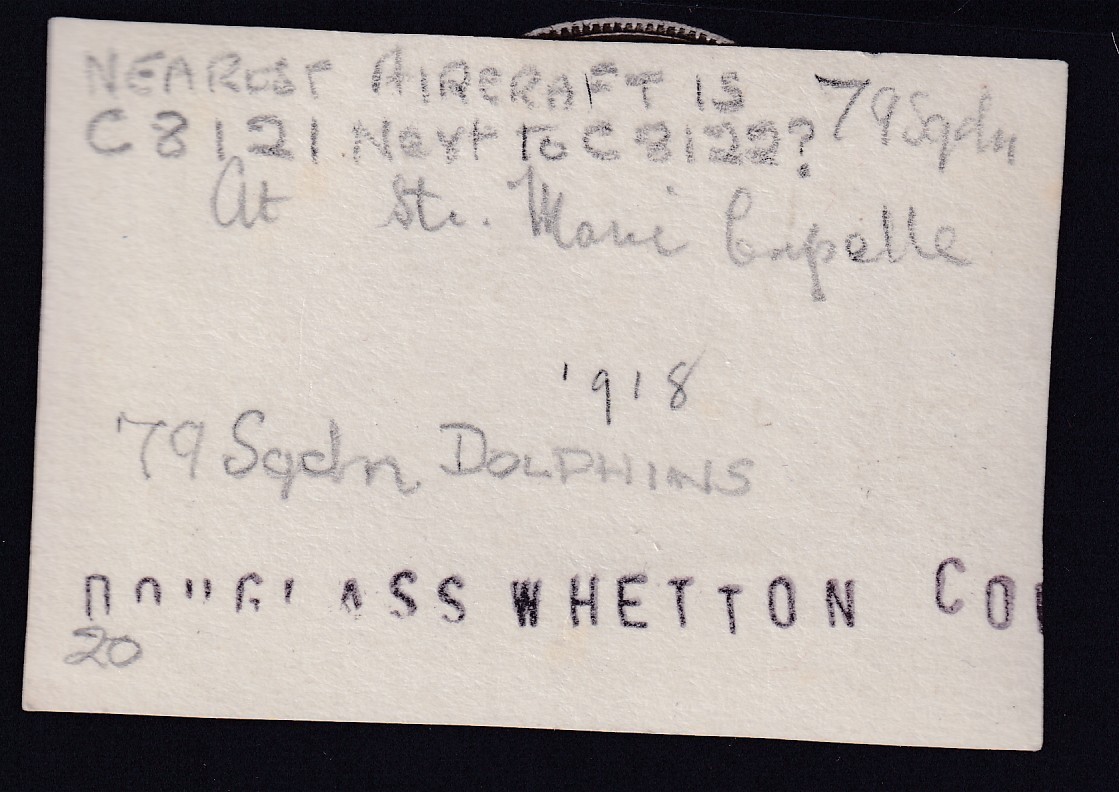 NEAREST AIRCRAFT IS 79 Sqdn
C8121 Next To C8122?
At Ste. Marie Cappelle
1918
79 Sqdn DOLPHINS
DOUGLASS WHETTON CO
20